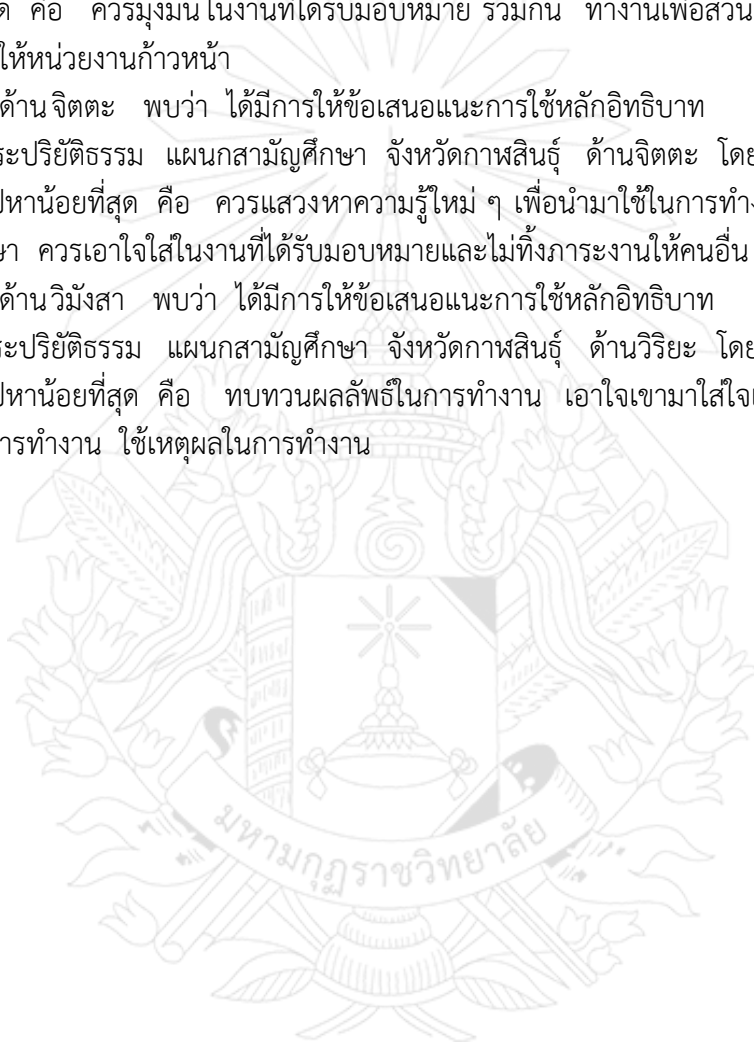 คือ ควรมุ่งมั่นในงานที่ได้รับมอบหมาย ร่วมกัน ทำงานเพื่อส่วน
ให้หน่วยงานก้าวหน้า
ด้านจิตตะ พบว่า ได้มีการให้ข้อเสนอแนะการใช้หลักอิทธิบาท
ะปริยัติธรรม แผนกสามัญศึกษา จังหวัดกาฬสินธุ์ ด้านจิตตะ โดย
ปหาน้อยที่สุด คือ ควรแสวงหาความรู้ใหม่ ๆ เพื่อนำมาใช้ในการทำง
ษา ควรเอาใจใส่ในงานที่ได้รับมอบหมายและไม่ทิ้งภาระงานให้คนอื่น
ด้านวิมังสา พบว่า ได้มีการให้ข้อเสนอแนะการใช้หลักอิทธิบาท
ะปริยัติธรรม แผนกสามัญศึกษา จังหวัดกาฬสินธุ์ ด้านวิริยะ โดย
ปหาน้อยที่สุด คือ ทบทวนผลลัพธ์ในการทำงาน เอาใจเขามาใส่ใจเ
การทำงาน ใช้เหตุผลในการทำงาน
มหามกุฏราชวิทยาลัย